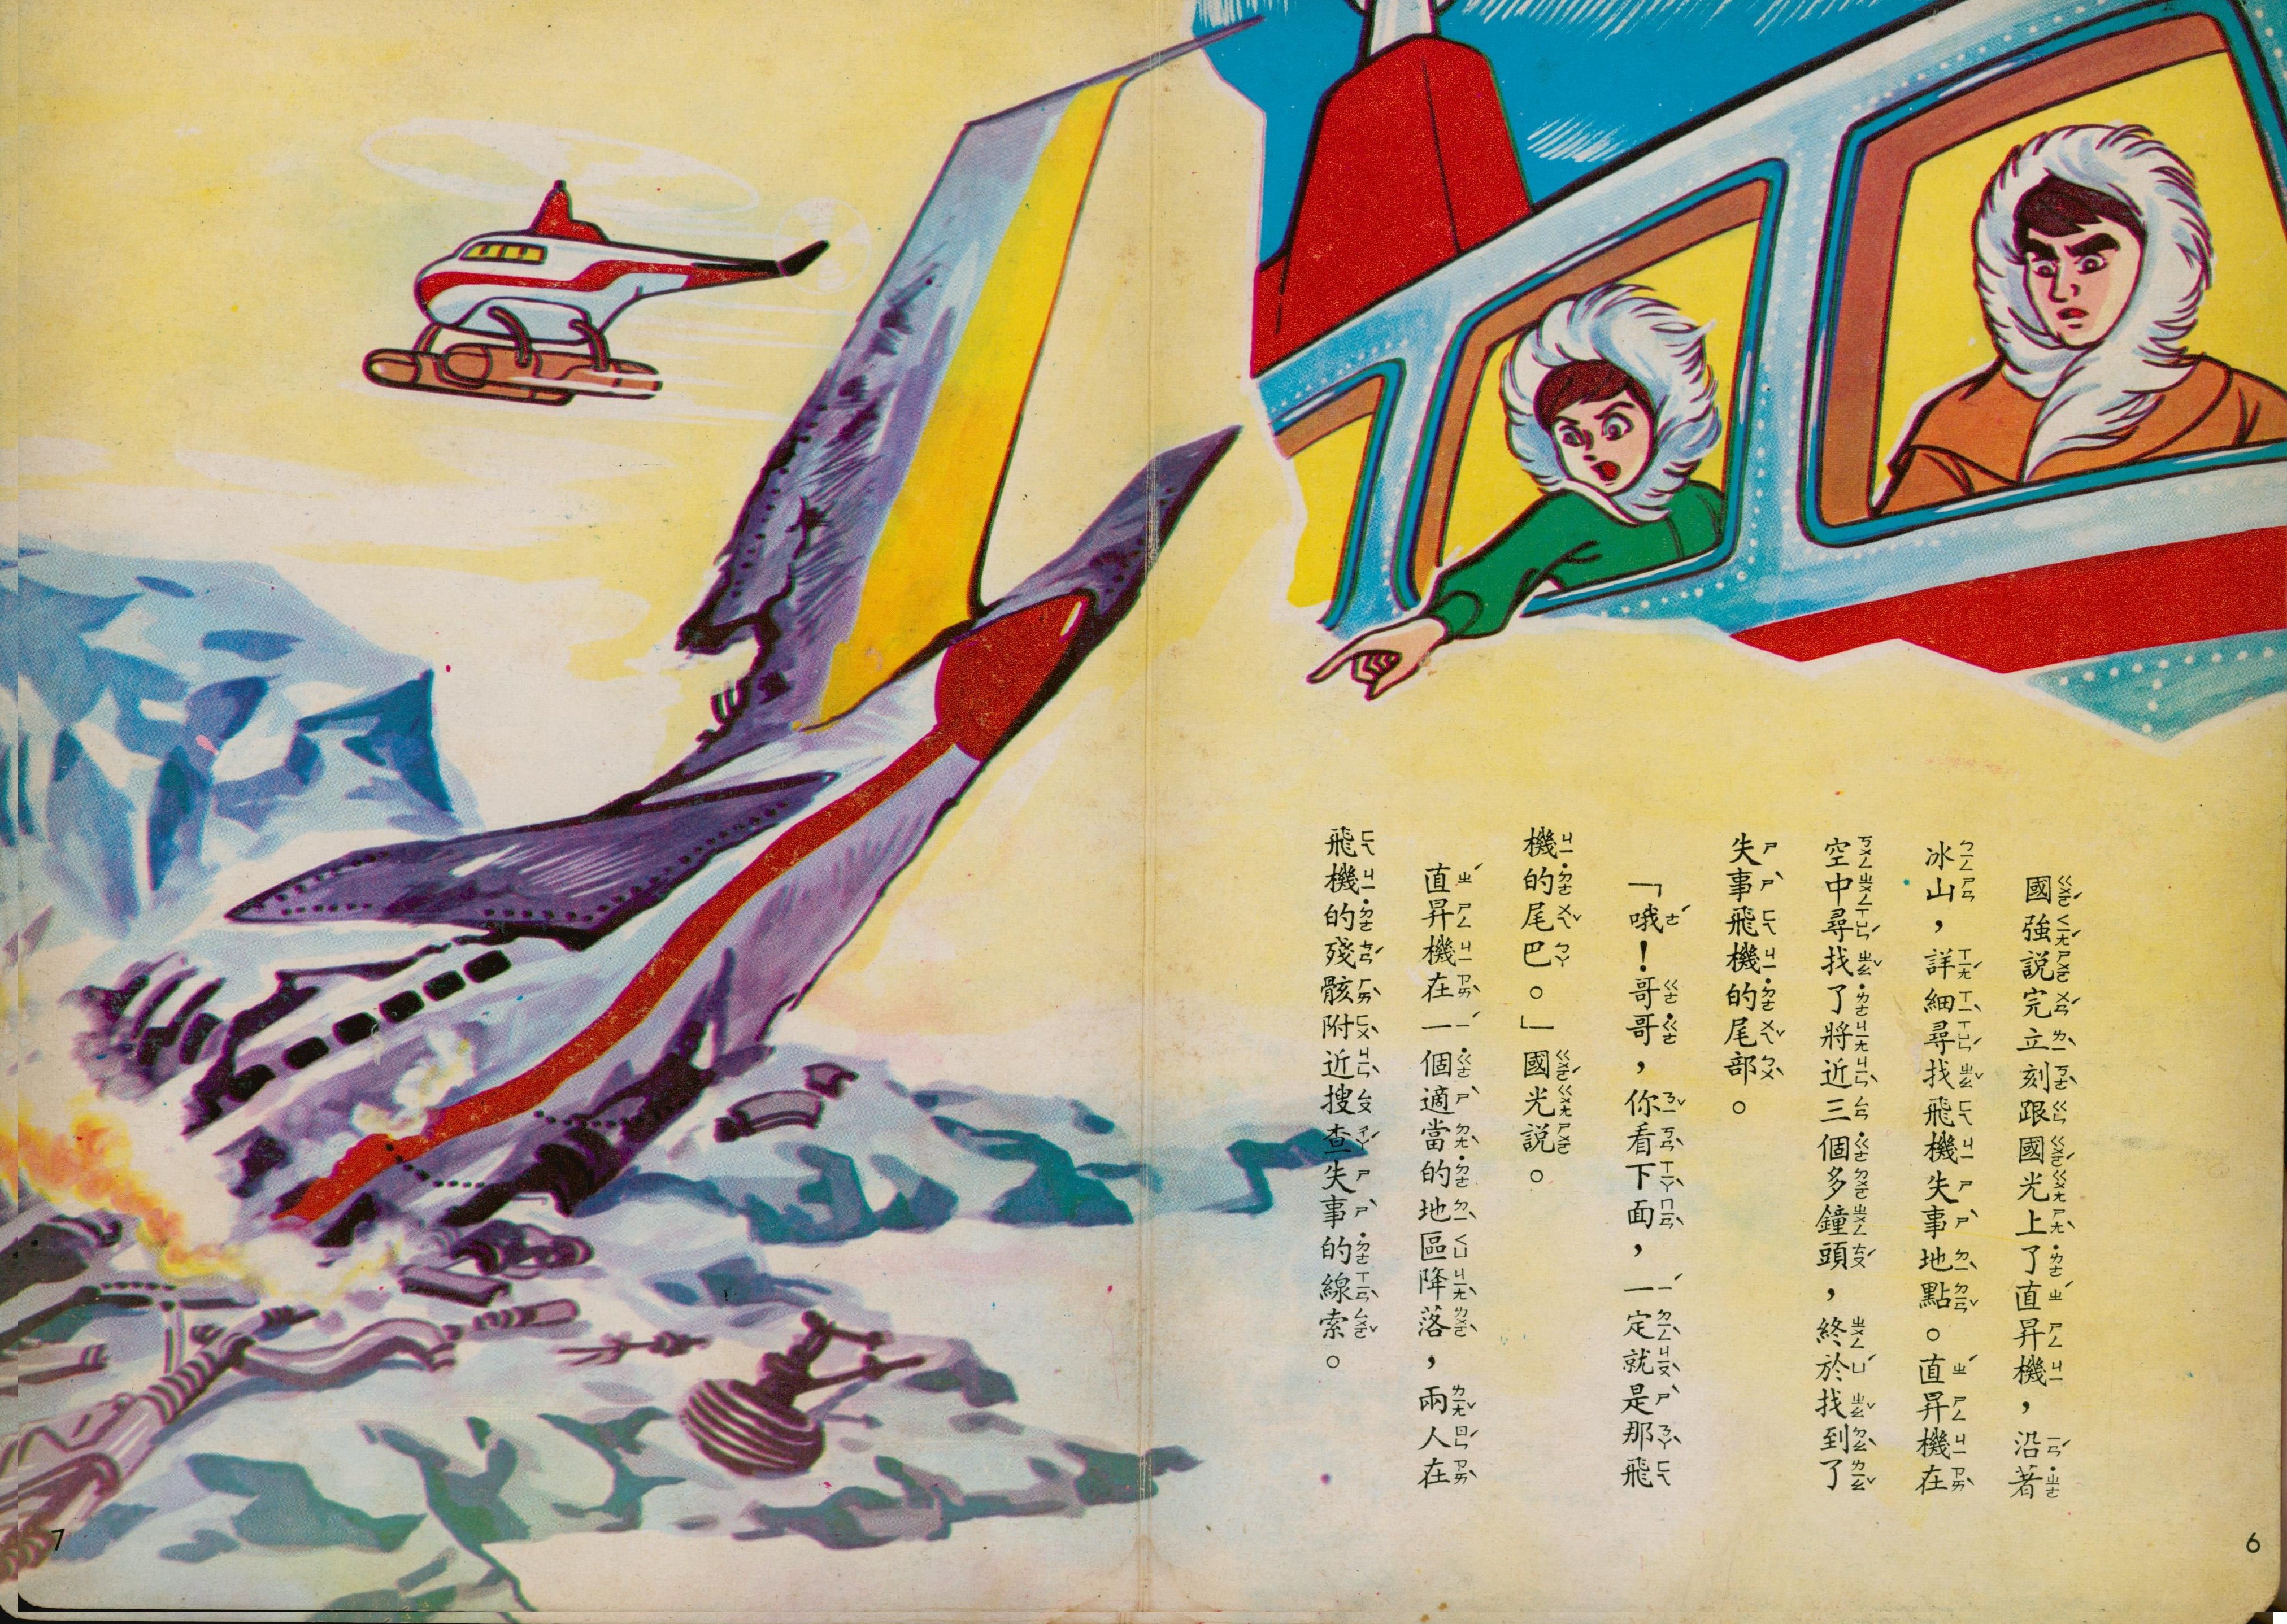 國強説完立刻跟國光上了直昇機，沿著
冰山，詳細尋找飛機失事地點。直昇機在
空中尋找了將近三個多鐘頭，終於找到了
失事飛機的尾部。
「哦！哥哥，你看下面，一定就是那飛
機的尾巴。」國光説。
直昇機在一個適當的地區降落，兩人在
飛機的殘骸附近搜查失事的線索。
6
7